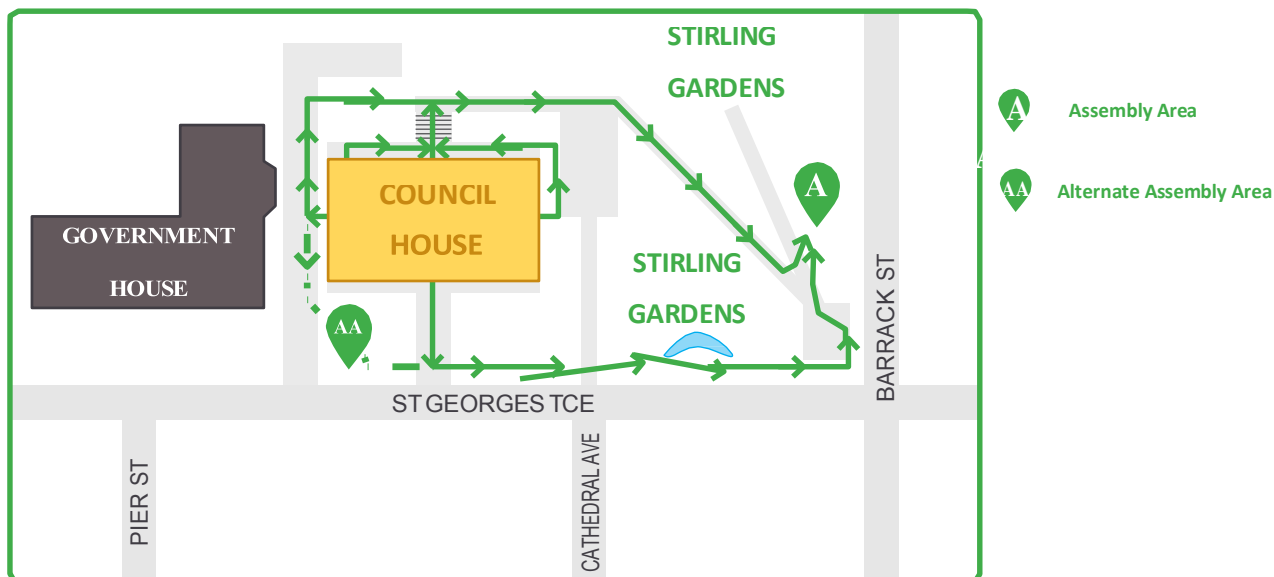 STIRLING
GARDENS
A
Assembly Area
AA
Alternate Assembly Area
A
COUNCIL
HOUSE
GOVERNMENT
HOUSE
STIRLING
GARDENS
AA
BARRACK ST
ST GEORGES TCE
PIER ST
CATHEDRAL AVE